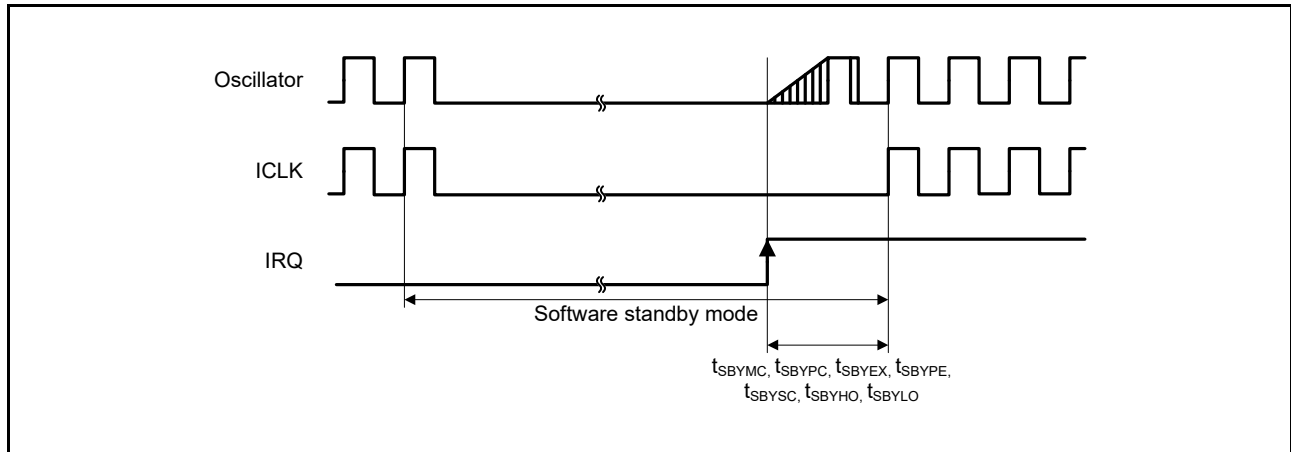 Oscillator
ICLK
IRQ
Software standby mode
tSBYMC, tSBYPC, tSBYEX, tSBYPE,
tSBYSC, tSBYHO, tSBYLO